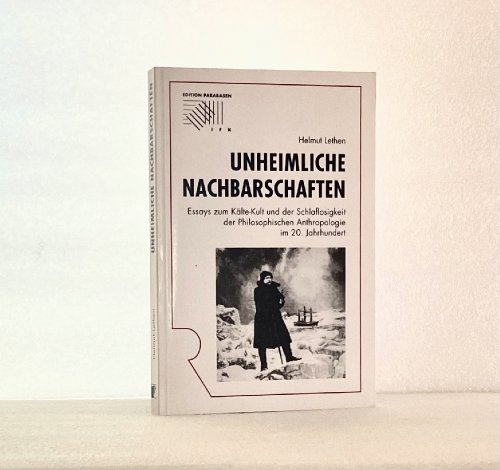 EDITION PARABASEN
I F K
Helmut Lethen
UNHEIMLICHE
NACHBARSCHAFTEN
Essays zum Kälte-Kult und der Schlaflosigkeit
der Philosophischen Anthropologie
im 20. Jahrhundert
UNHEIMLICHE NACHBARSCHAFTEN
Helmut Lethen